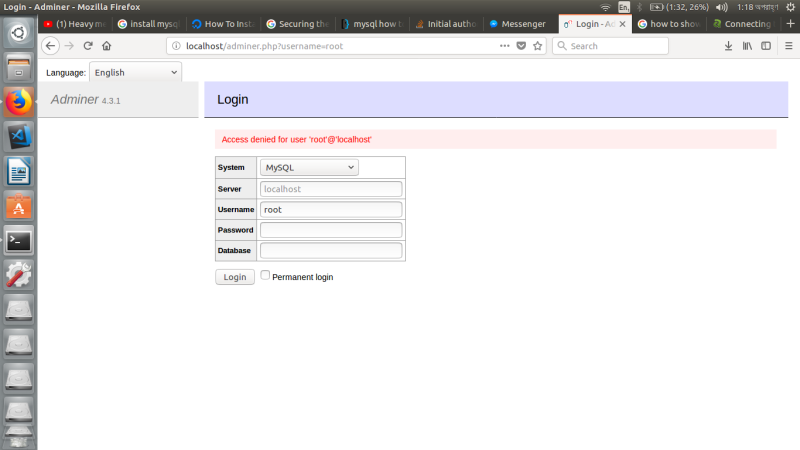 Login - Adminer - Mozilla Firefox
En (1:32, 26%) 1:18 অপরাহ্ণ
(1) Heavy me install mysq How To Inst Securing the mysql how t Initial autho Messenger Login - Ad how to show Connecting
localhost/adminer.php?username=root Search
Language: English
Adminer 4.3.1 Login
Access denied for user 'root'@'localhost'
System MySQL
Server localhost
Username root
Password
Database
Login Permanent login